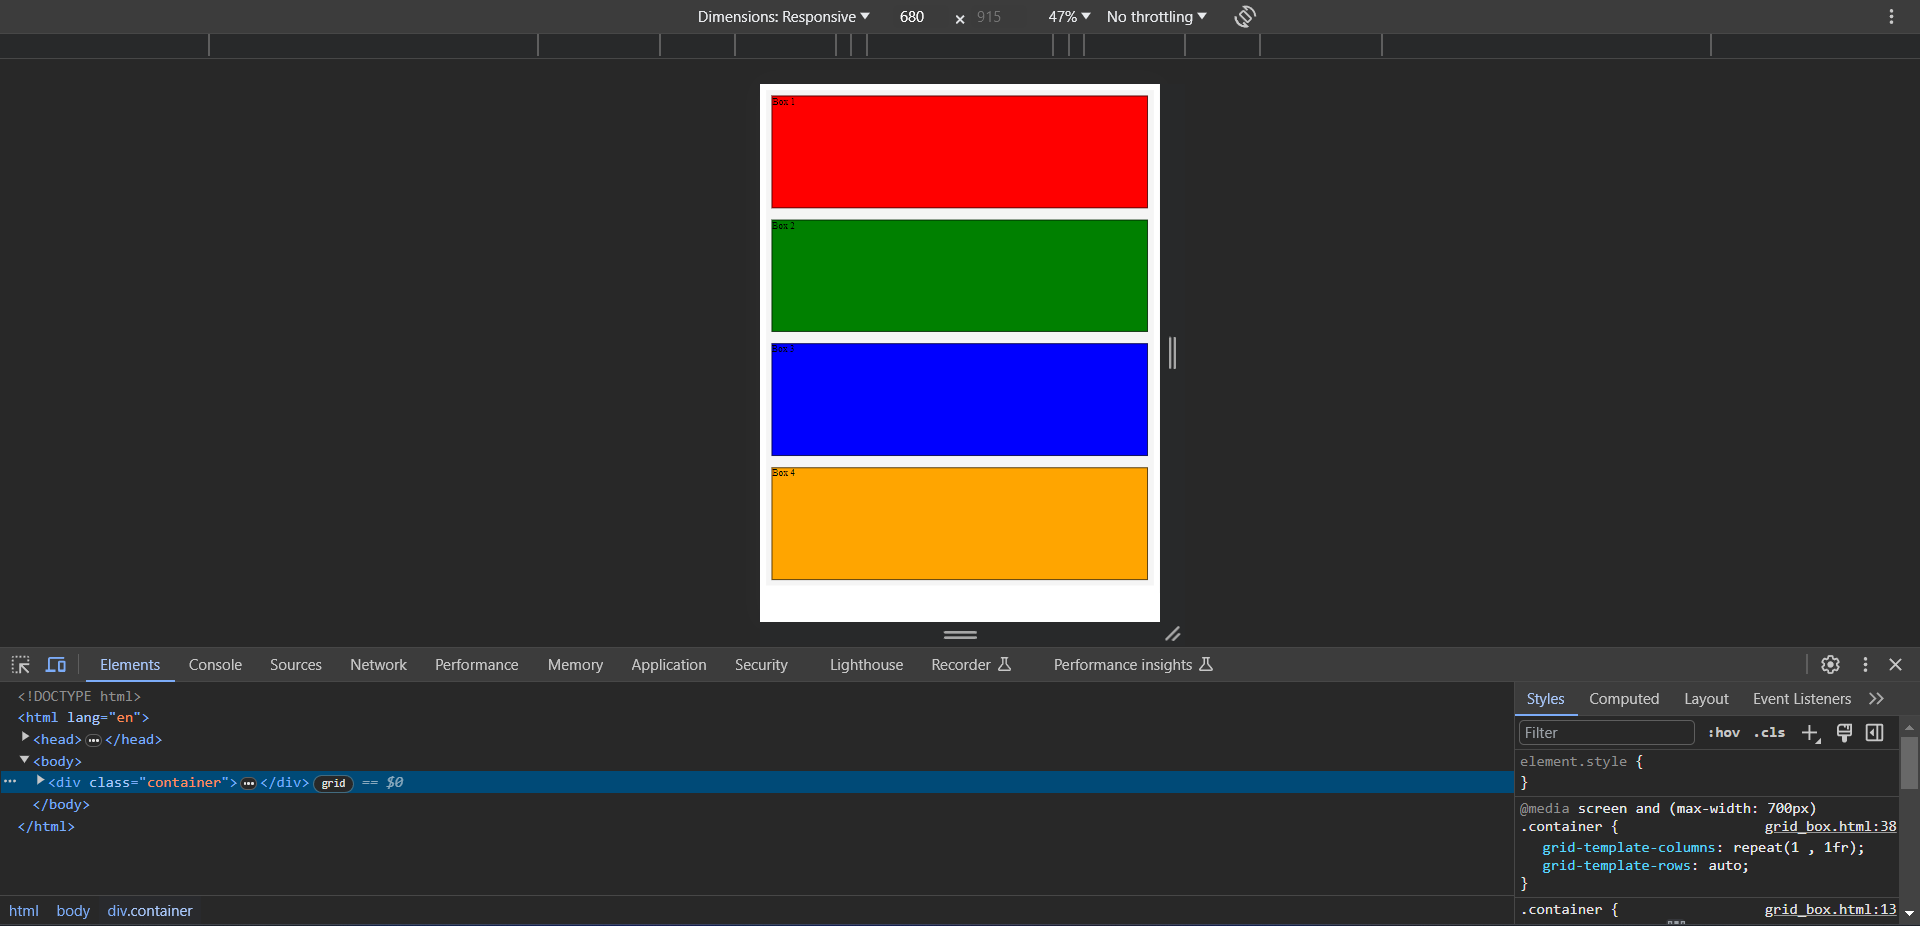 Dimensions: Responsive 680 × 915 47% No throttling
Box 1
Box 2
Box 3
Box 4
Elements Console Sources Network Performance Memory Application Security Lighthouse Recorder Performance insights
<!DOCTYPE html>
<html lang="en">
<head> ••• </head>
<body>
••• <div class="container"> ••• </div> grid == $0
</body>
</html>
html body div.container
Styles Computed Layout Event Listeners
Filter :hov .cls
element.style {
}
@media screen and (max-width: 700px)
.container { grid_box.html:38
grid-template-columns: repeat(1 , 1fr);
grid-template-rows: auto;
}
.container { grid_box.html:13